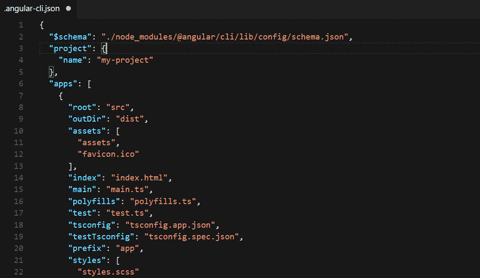 .angular-cli.json
1 {
2 "$schema": "./node_modules/@angular/cli/lib/config/schema.json",
3 "project": {
4 "name": "my-project"
5 },
6 "apps": [
7 {
8 "root": "src",
9 "outDir": "dist",
10 "assets": [
11 "assets",
12 "favicon.ico"
13 ],
14 "index": "index.html",
15 "main": "main.ts",
16 "polyfills": "polyfills.ts",
17 "test": "test.ts",
18 "tsconfig": "tsconfig.app.json",
19 "testTsconfig": "tsconfig.spec.json",
20 "prefix": "app",
21 "styles": [
22 "styles.scss"